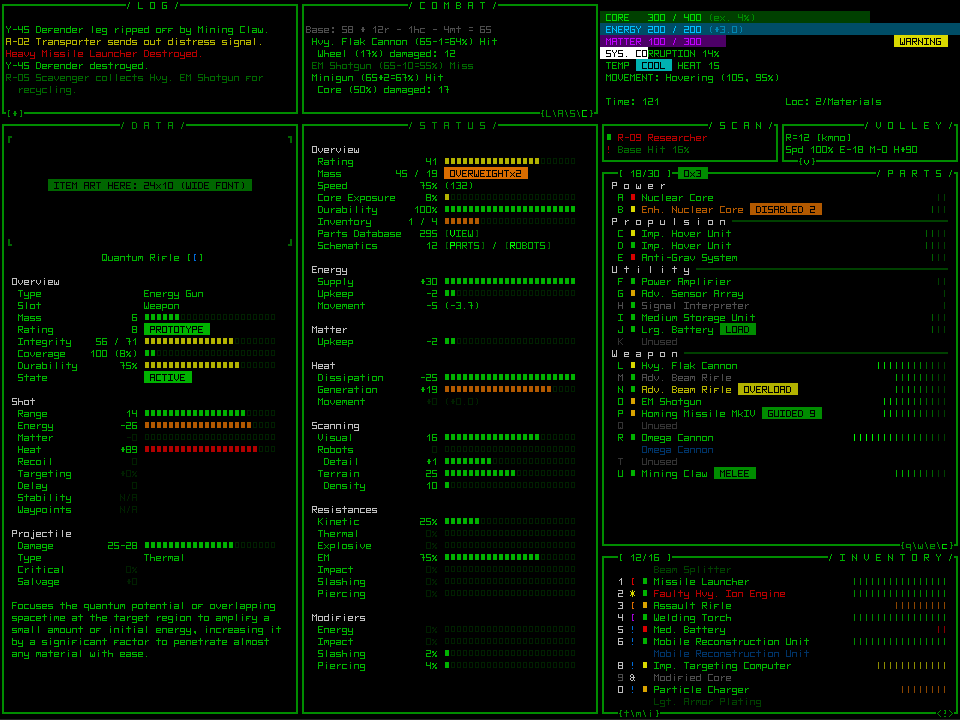 / L O G /
Y-45 Defender leg ripped off by Mining Claw.
A-02 Transporter sends out distress signal.
Heavy Missile Launcher Destroyed.
Y-45 Defender destroyed.
R-05 Scavenger collects Hvy. EM Shotgun for
recycling.
[+]
/ C O M B A T /
Base: 58 + 12r - 1hc - 4mt = 65
Hvy. Flak Cannon (65-1=64%) Hit
Wheel (17%) damaged: 12
EM Shotgun (65-10=55%) Miss
Minigun (65+2=67%) Hit
Core (50%) damaged: 17
[L\A\S\C]
CORE 300 / 400 (ex. 4%)
ENERGY 200 / 200 (+3.0)
MATTER 100 / 300
WARNING
SYS. CORRUPTION 14%
TEMP COOL HEAT 15
MOVEMENT: Hovering (105, 95%)
Time: 121 Loc: 2/Materials
/ S C A N /
R-09 Researcher
Base Hit 16%
/ V O L L E Y /
R=12 [kmno]
Spd 100% E-18 M-0 H+90
[v]
/ D A T A /
ITEM ART HERE: 24x10 (WIDE FONT)
Quantum Rifle [[]
Overview
Type Energy Gun
Slot Weapon
Mass 6
Rating 8 PROTOTYPE
Integrity 56 / 71
Coverage 100 (8%)
Durability 75%
State ACTIVE
Shot
Range 14
Energy -26
Matter -0
Heat +89
Recoil 0
Targeting +0%
Delay 0
Stability N/A
Waypoints N/A
Projectile
Damage 25-28
Type Thermal
Critical 0%
Salvage +0
Focuses the quantum potential of overlapping
spacetime at the target region to amplify a
small amount of initial energy, increasing it
by a significant factor to penetrate almost
any material with ease.
/ S T A T U S /
Overview
Rating 41
Mass 45 / 19 OVERWEIGHTx2
Speed 75% (132)
Core Exposure 8%
Durability 100%
Inventory 1 / 4
Parts Database 295 [VIEW]
Schematics 12 [PARTS] / [ROBOTS]
Energy
Supply +30
Upkeep -2
Movement -5 (-3.7)
Matter
Upkeep -2
Heat
Dissipation -25
Generation +19
Movement +0 (+0.0)
Scanning
Visual 16
Robots 0
Detail +1
Terrain 25
Density 10
Resistances
Kinetic 25%
Thermal 0%
Explosive 0%
EM 75%
Impact 0%
Slashing 0%
Piercing 0%
Modifiers
Energy 0%
Impact 0%
Slashing 2%
Piercing 4%
[ 18/30 ] 0x3 / P A R T S /
P o w e r
A Nuclear Core
B Enh. Nuclear Core DISABLED 2
P r o p u l s i o n
C Imp. Hover Unit
D Imp. Hover Unit
E Anti-Grav System
U t i l i t y
F Power Amplifier
G Adv. Sensor Array
H Signal Interpreter
I Medium Storage Unit
J Lrg. Battery LOAD
K Unused
W e a p o n
L Hvy. Flak Cannon
M Adv. Beam Rifle
N Adv. Beam Rifle OVERLOAD
O EM Shotgun
P Homing Missile MkIV GUIDED 9
Q Unused
R Omega Cannon
Omega Cannon
T Unused
U Mining Claw MELEE
[q\w\e\c]
[ 12/16 ] / I N V E N T O R Y /
Beam Splitter
1 [ Missile Launcher
2 * Faulty Hvy. Ion Engine
3 [ Assault Rifle
4 [ Welding Torch
5 ! Med. Battery
6 ! Mobile Reconstruction Unit
Mobile Reconstruction Unit
8 ! Imp. Targeting Computer
9 & Modified Core
0 ! Particle Charger
Lgt. Armor Plating
[t\m\i] <?>